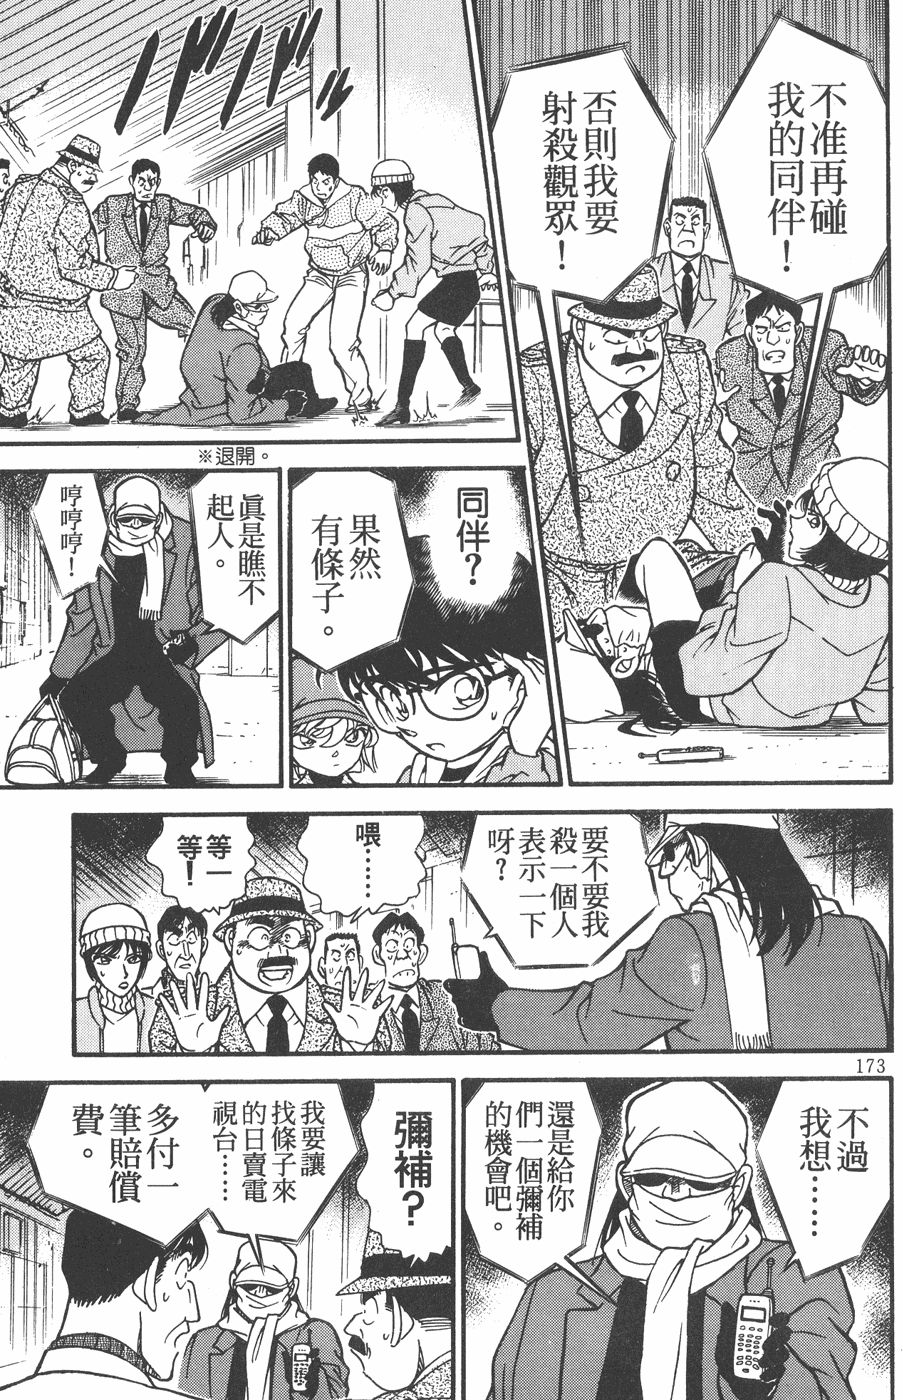 不准再碰
我的同伴！
否則我要
射殺觀眾！
ババッ
※退開。
同伴？
果然
有條子。
眞是瞧不
起人。
哼哼哼！
要不要我
殺一個人
表示一下
呀？
喂……
等一
等！
173
不過
我想……
還是給你
們一個彌補
的機會吧。
彌補？
我要讓
找條子來
的日賣電
視台……
多付一
筆賠償
費。